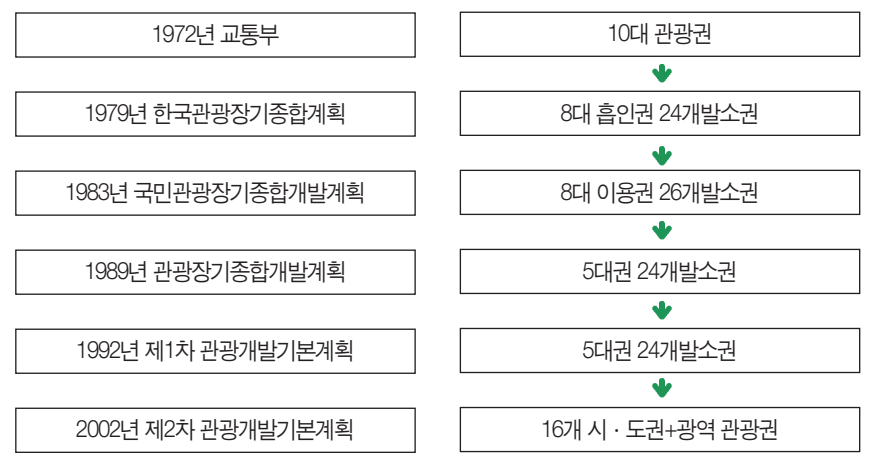 1972년 교통부
10대 관광권
1979년 한국관광장기종합계획
8대 흡인권 24개발소권
1983년 국민관광장기종합개발계획
8대 이용권 26개발소권
1989년 관광장기종합개발계획
5대권 24개발소권
1992년 제1차 관광개발기본계획
5대권 24개발소권
2002년 제2차 관광개발기본계획
16개 시 · 도권+광역 관광권